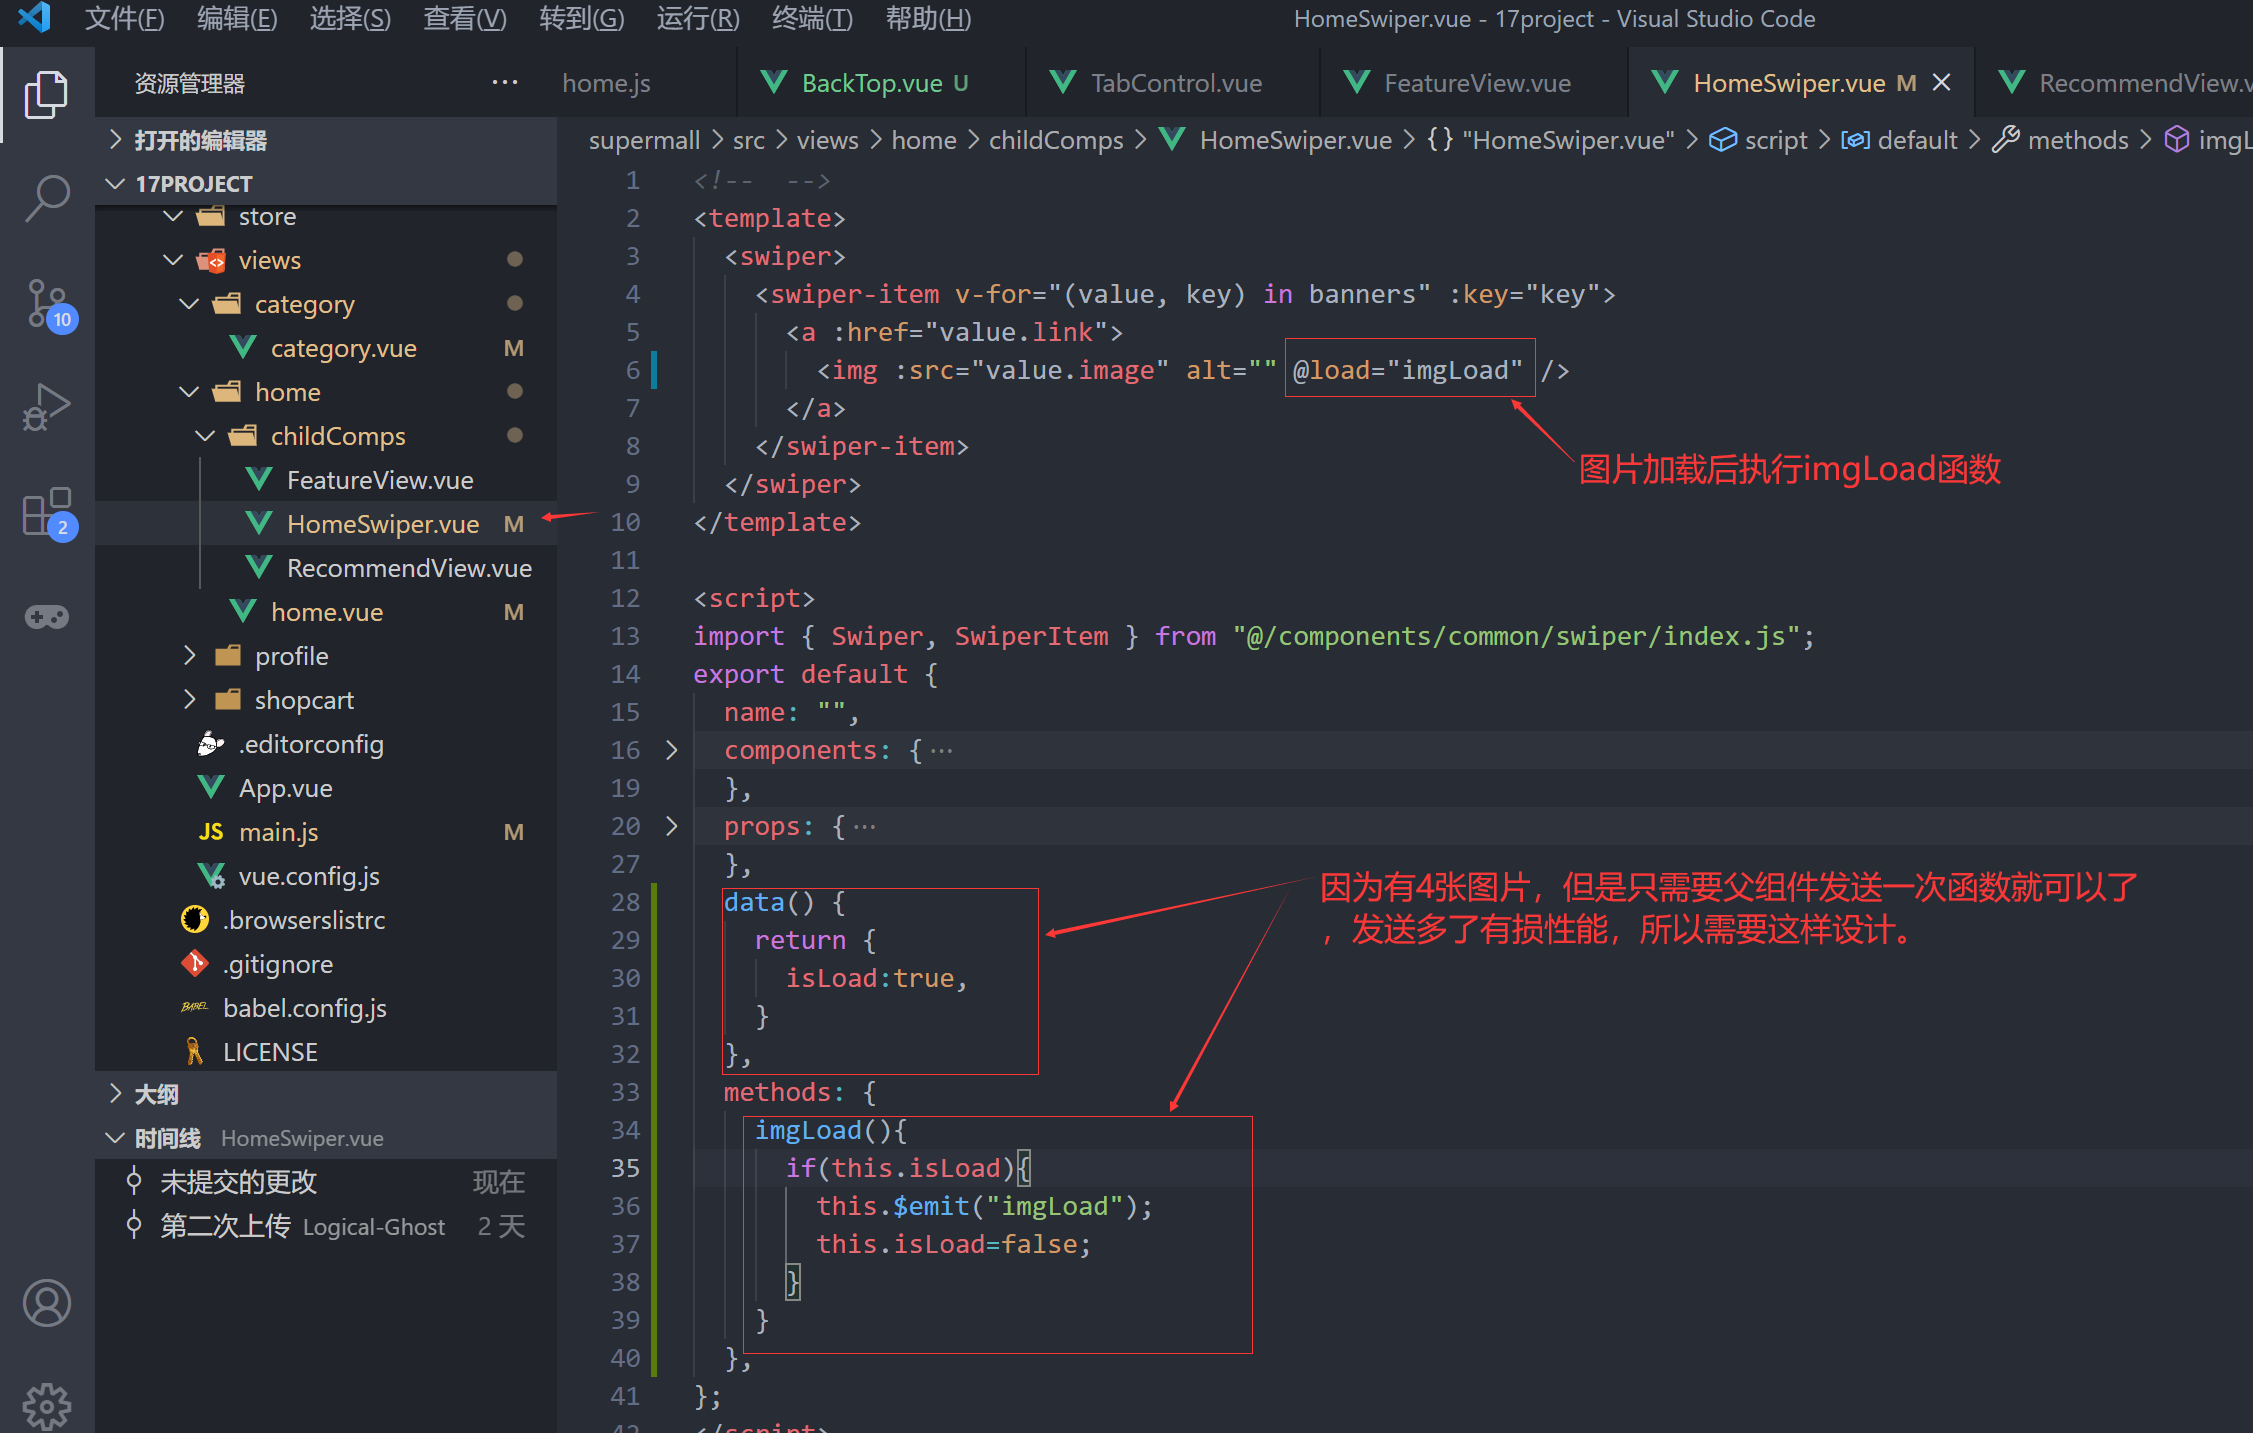 文件(F) 编辑(E) 选择(S) 查看(V) 转到(G) 运行(R) 终端(T) 帮助(H) HomeSwiper.vue - 17project - Visual Studio Code
资源管理器 ··· home.js BackTop.vue U TabControl.vue FeatureView.vue HomeSwiper.vue M RecommendView.v
打开的编辑器
supermall > src > views > home > childComps > HomeSwiper.vue > {} "HomeSwiper.vue" > script > default > methods > imgL
17PROJECT
store
views
category
category.vue M
home
childComps
FeatureView.vue
HomeSwiper.vue M
RecommendView.vue
home.vue M
profile
shopcart
.editorconfig
App.vue
JS main.js M
vue.config.js
.browserslistrc
.gitignore
BABEL babel.config.js
LICENSE
大纲
时间线 HomeSwiper.vue
未提交的更改 现在
第二次上传 Logical-Ghost 2 天
10
2
1 <!--  -->
2 <template>
3 <swiper>
4 <swiper-item v-for="(value, key) in banners" :key="key">
5 <a :href="value.link">
6 <img :src="value.image" alt="" @load="imgLoad" />
7 </a>
8 </swiper-item>
9 </swiper>
10 </template>
11
12 <script>
13 import { Swiper, SwiperItem } from "@/components/common/swiper/index.js";
14 export default {
15 name: "",
16 components: {···
19 },
20 props: {···
27 },
28 data() {
29 return {
30 isLoad:true,
31 }
32 },
33 methods: {
34 imgLoad(){
35 if(this.isLoad){
36 this.$emit("imgLoad");
37 this.isLoad=false;
38 }
39 }
40 },
41 };
42 </script>
图片加载后执行imgLoad函数
因为有4张图片，但是只需要父组件发送一次函数就可以了
，发送多了有损性能，所以需要这样设计。